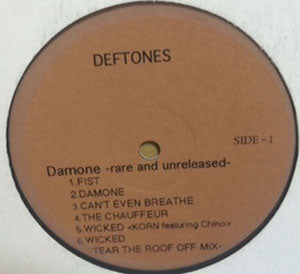 DEFTONES
SIDE - 1
Damone -rare and unreleased-
1.FIST
2.DAMONE
3.CAN'T EVEN BREATHE
4.THE CHAUFFEUR
5.WICKED <KORN featuring Chino>
6.WICKED
-TEAR THE ROOF OFF MIX-